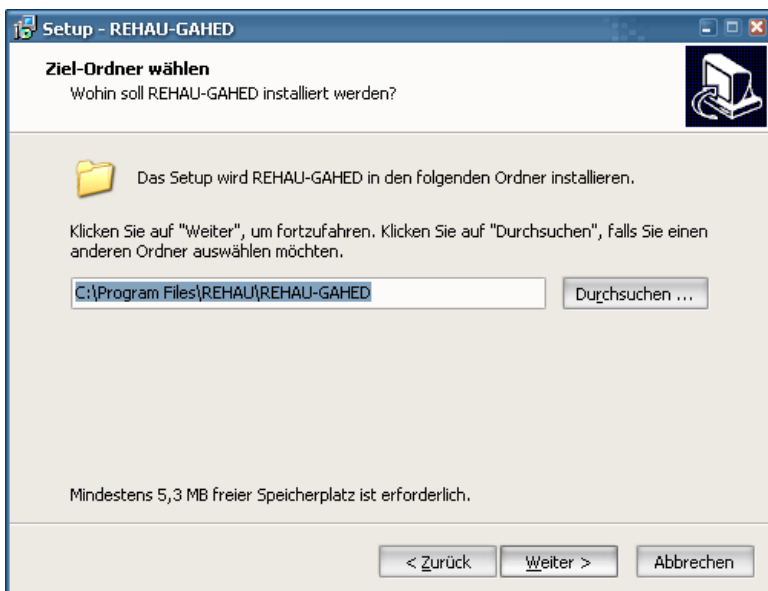 Setup - REHAU-GAHED
Ziel-Ordner wählen
Wohin soll REHAU-GAHED installiert werden?
Das Setup wird REHAU-GAHED in den folgenden Ordner installieren.
Klicken Sie auf "Weiter", um fortzufahren. Klicken Sie auf "Durchsuchen", falls Sie einen
anderen Ordner auswählen möchten.
C:\Program Files\REHAU\REHAU-GAHED
Durchsuchen ...
Mindestens 5,3 MB freier Speicherplatz ist erforderlich.
< Zurück
Weiter >
Abbrechen